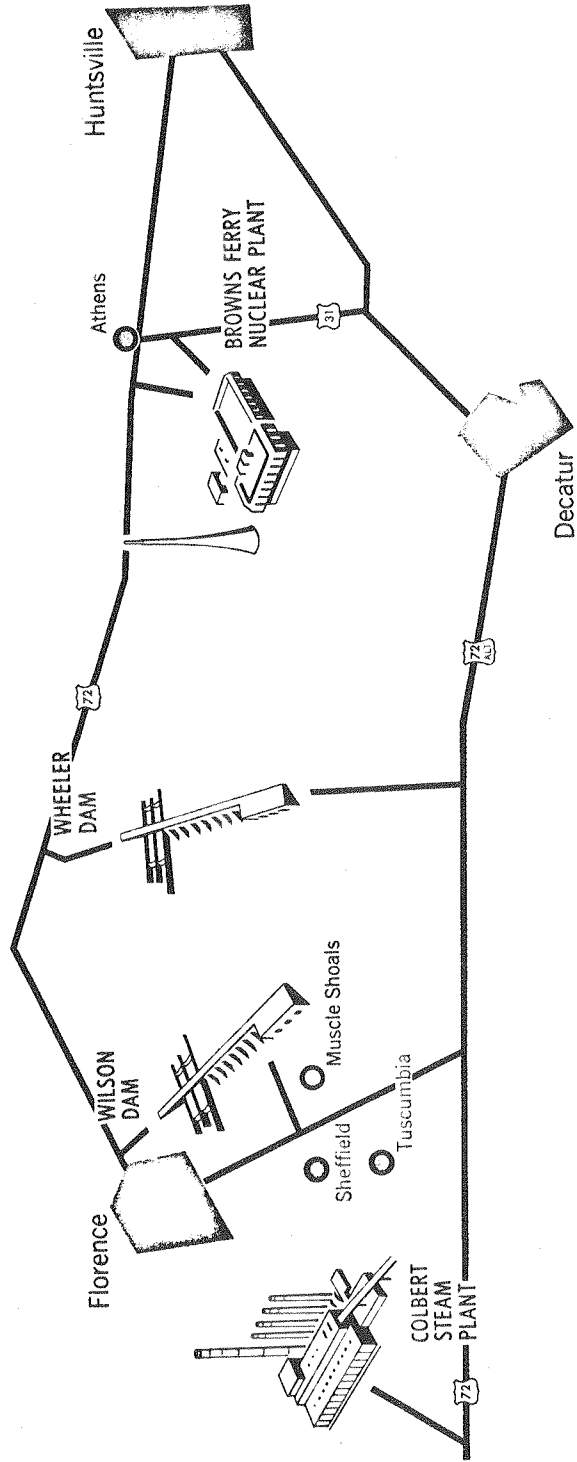 Huntsville
Athens
BROWNS FERRY
NUCLEAR PLANT
31
Decatur
72
72
ALT
WHEELER
DAM
WILSON
DAM
Muscle Shoals
Florence
Sheffield
Tuscumbia
COLBERT
STEAM
PLANT
72